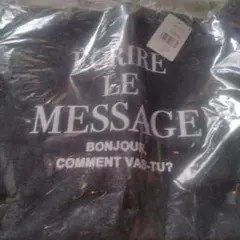 ECRIRE
LE
MESSAGE
BONJOUR,
COMMENT VAS-TU?